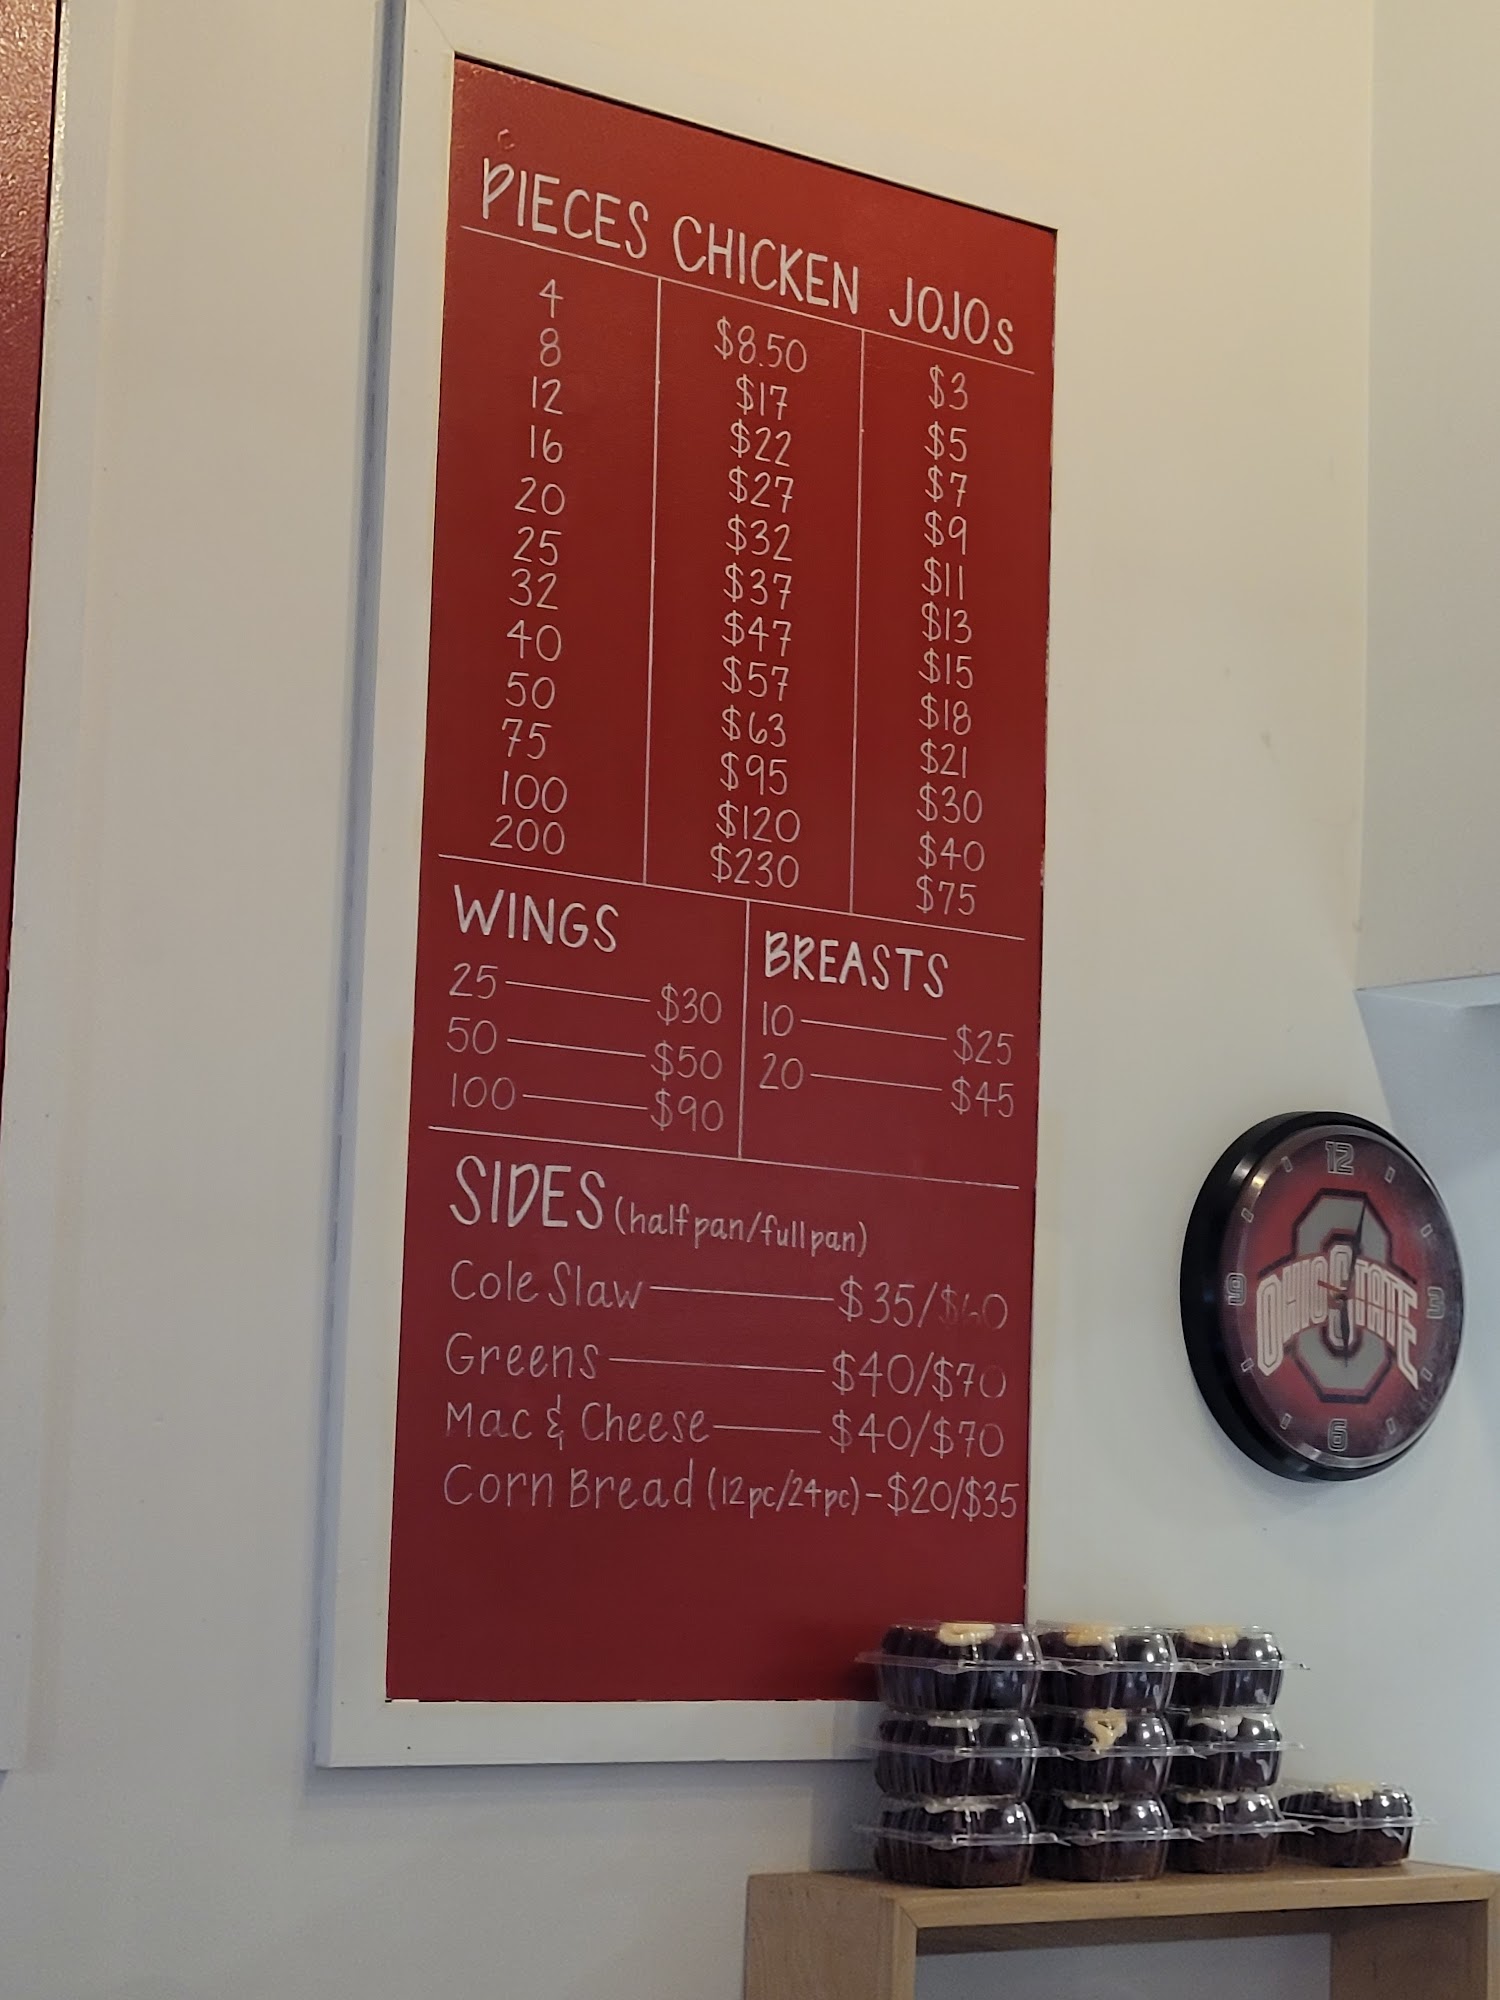 PIECES CHICKEN JOJOs
4 $8.50 $3
8 $17 $5
12 $22 $7
16 $27 $9
20 $32 $11
25 $37 $13
32 $47 $15
40 $57 $18
50 $63 $21
75 $95 $30
100 $120 $40
200 $230 $75
WINGS
25 — $30
50 — $50
100 — $90
BREASTS
10 — $25
20 — $45
SIDES (half pan/full pan)
Cole Slaw — $35/$60
Greens — $40/$70
Mac & Cheese — $40/$70
Corn Bread (12pc/24pc) - $20/$35
12
9 OHIO STATE 3
6